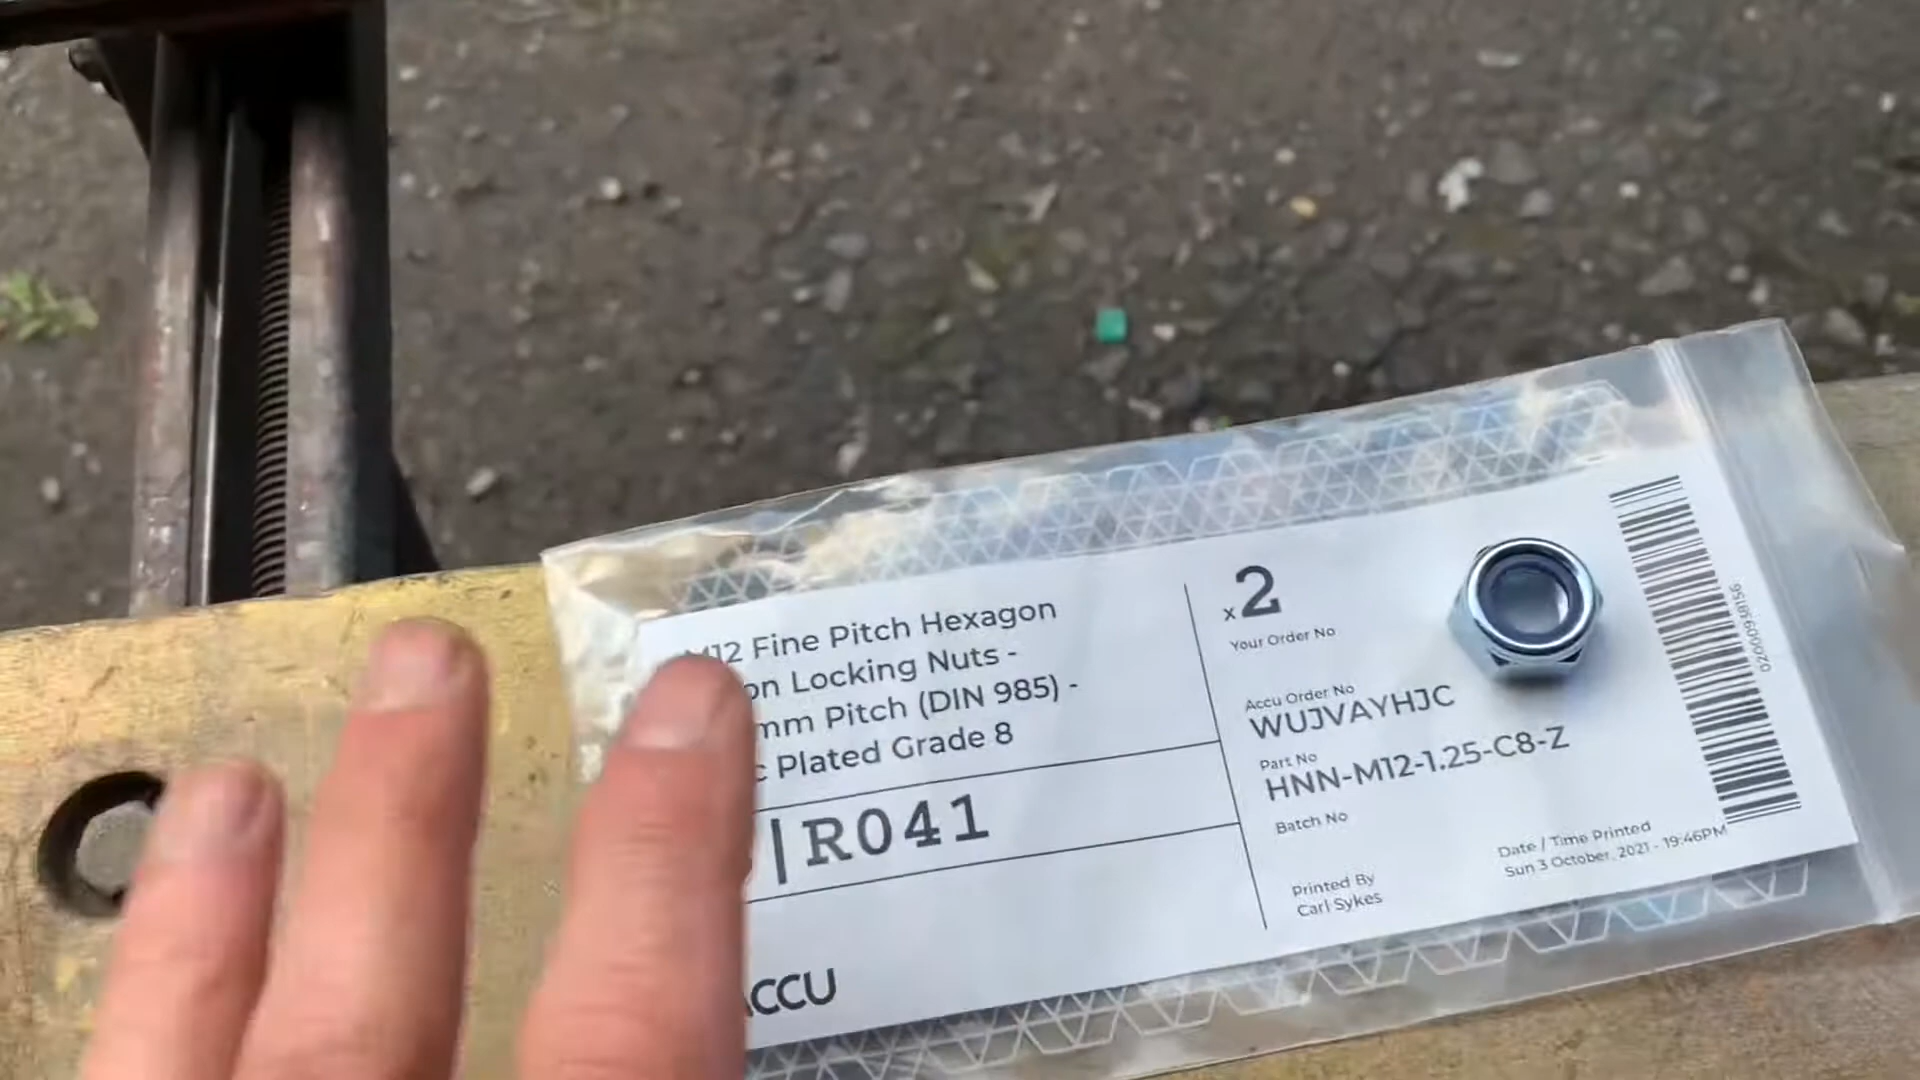 M12 Fine Pitch Hexagon
on Locking Nuts -
mm Pitch (DIN 985) -
c Plated Grade 8
|R041
ACCU
x2
Your Order No
Accu Order No
WUJVAYHJC
Part No
HNN-M12-1.25-C8-Z
Batch No
Printed By
Carl Sykes
Date / Time Printed
Sun 3 October, 2021 - 19:46PM